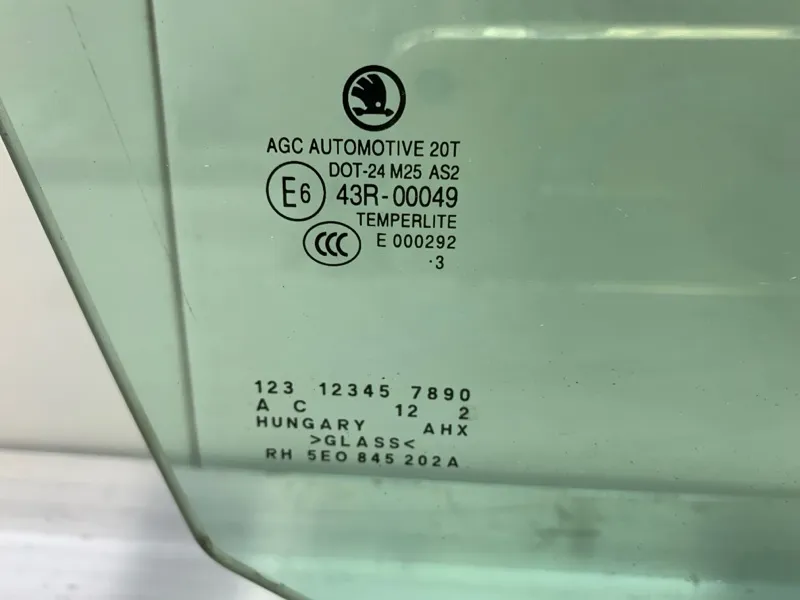 AGC AUTOMOTIVE 20T
DOT-24 M25 AS2
E6 43R-00049
TEMPERLITE
CCC E 000292
·3
123 12345 7890
A C 12 2
HUNGARY AHX
>GLASS<
RH 5E0 845 202A